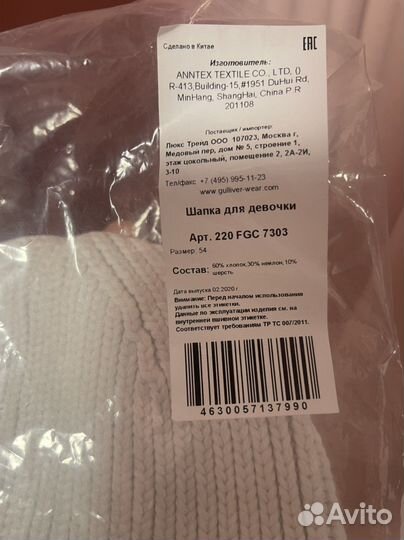 Сделано в Китае
EAC
Изготовитель:
ANNTEX TEXTILE CO., LTD, ()
R-413,Building-15,#1951 DuHui Rd,
MinHang, ShangHai, China P R
201108
Поставщик / импортер:
Люкс Трейд ООО 107023, Москва г,
Медовый пер, дом № 5, строение 1,
этаж цокольный, помещение 2, 2А-2И,
3-10
Тел/факс +7 (495) 995-11-23
www.gulliver-wear.com
Шапка для девочки
Арт. 220 FGC 7303
Размер: 54
Состав: 60% хлопок,30% нейлон,10%
шерсть
Дата выпуска 02.2020 г
Внимание: Перед началом использования
удалить все этикетки.
Данные по эксплуатации изделия см. на
внутренней вшивной этикетке.
Соответствует требованиям ТР ТС 007/2011.
4630057137990
Avito